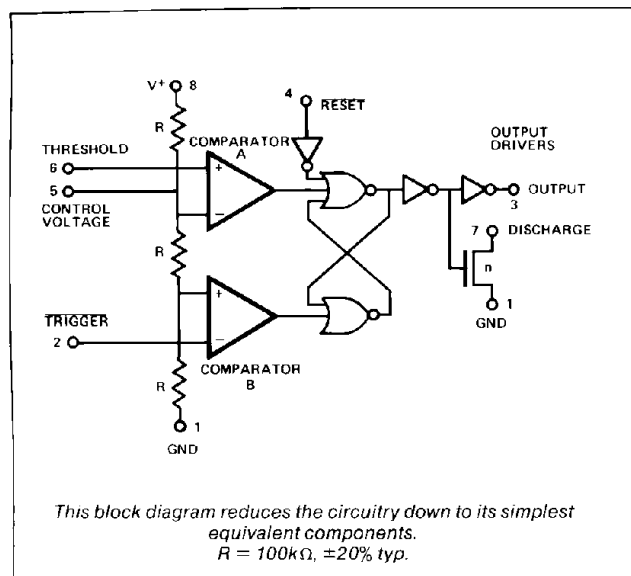 V+ 8
4
RESET
R
COMPARATOR
A
OUTPUT
DRIVERS
THRESHOLD
6
+
5
CONTROL
VOLTAGE
−
OUTPUT
3
7
DISCHARGE
R
n
+
1
GND
TRIGGER
2
−
R
COMPARATOR
B
1
GND
This block diagram reduces the circuitry down to its simplest
equivalent components.
R = 100kΩ, ±20% typ.